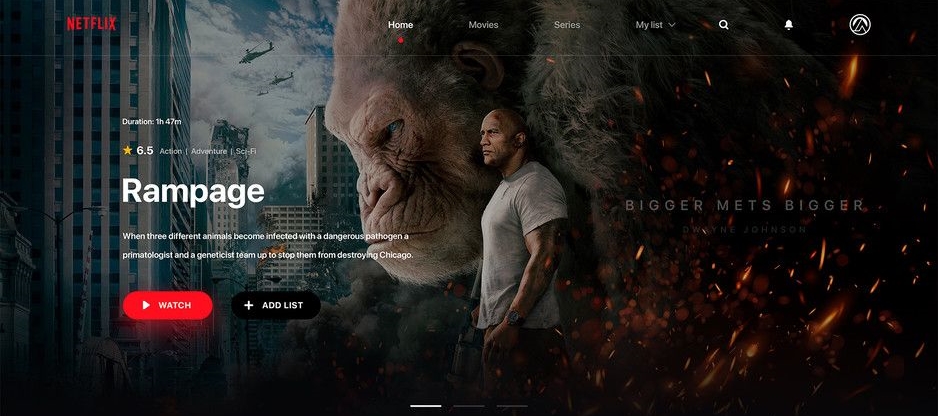 NETFLIX
Home
Movies
Series
My list
Duration: 1h 47m
6.5 Action | Adventure | Sci-Fi
Rampage
When three different animals become infected with a dangerous pathogen a
primatologist and a geneticist team up to stop them from destroying Chicago.
WATCH
ADD LIST
BIGGER METS BIGGER
DWAYNE JOHNSON